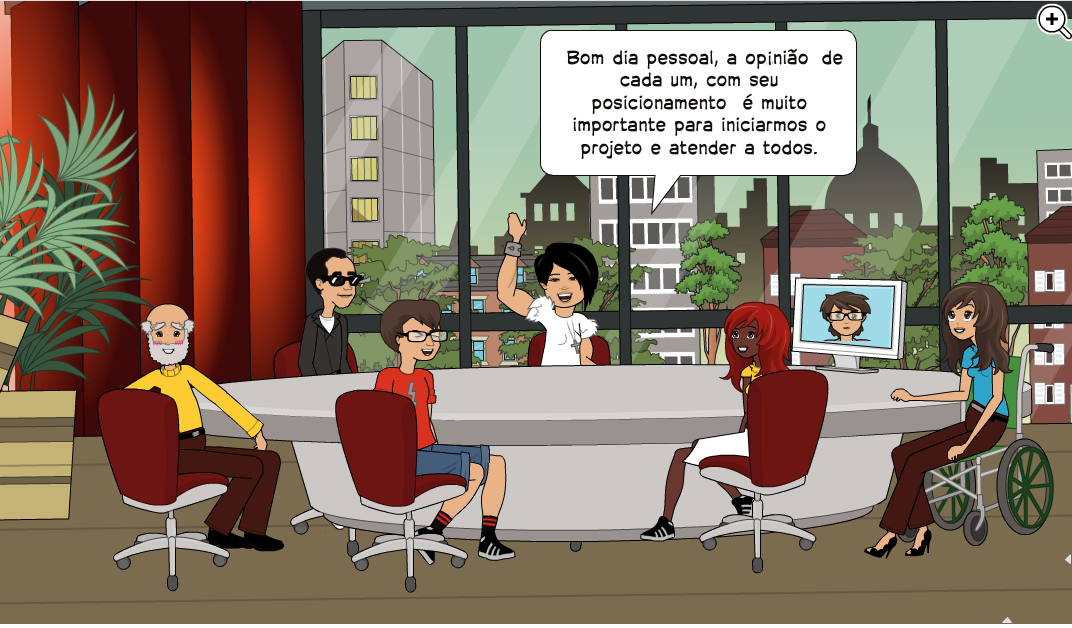 Bom dia pessoal, a opinião de
cada um, com seu
posicionamento é muito
importante para iniciarmos o
projeto e atender a todos.